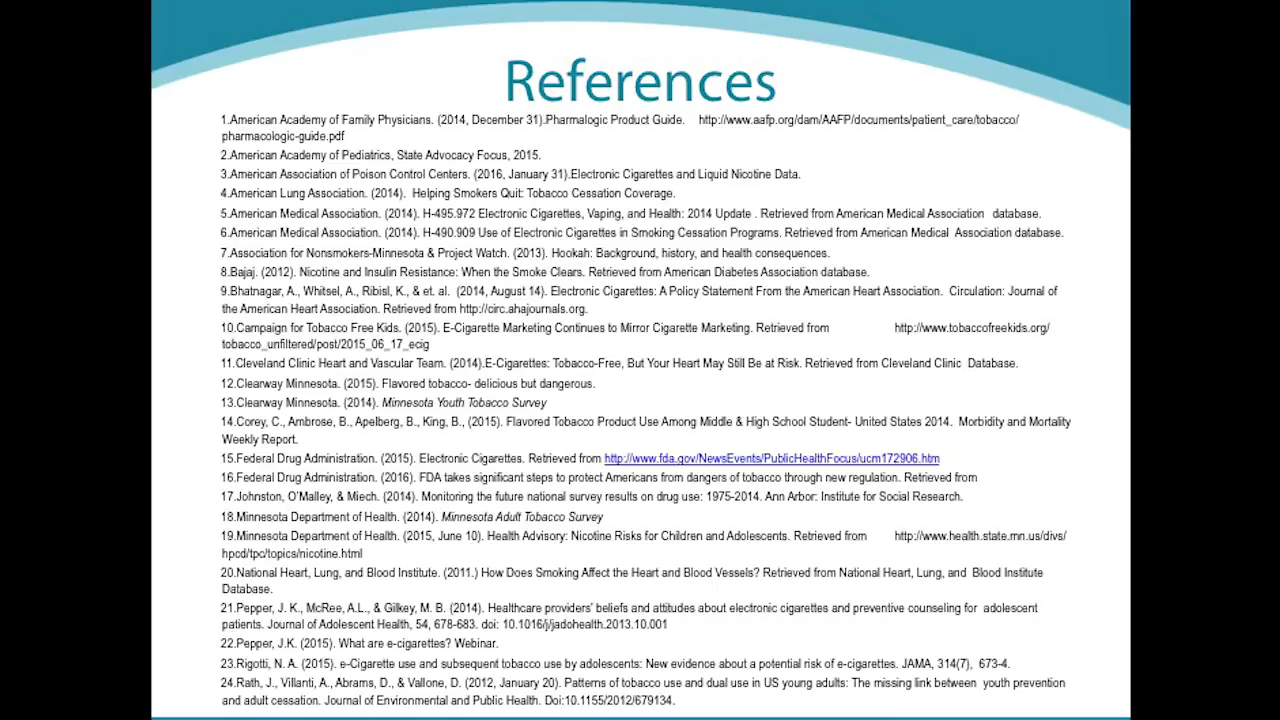 References
1.American Academy of Family Physicians. (2014, December 31).Pharmalogic Product Guide. http://www.aafp.org/dam/AAFP/documents/patient_care/tobacco/
pharmacologic-guide.pdf
2.American Academy of Pediatrics, State Advocacy Focus, 2015.
3.American Association of Poison Control Centers. (2016, January 31).Electronic Cigarettes and Liquid Nicotine Data.
4.American Lung Association. (2014). Helping Smokers Quit: Tobacco Cessation Coverage.
5.American Medical Association. (2014). H-495.972 Electronic Cigarettes, Vaping, and Health: 2014 Update . Retrieved from American Medical Association database.
6.American Medical Association. (2014). H-490.909 Use of Electronic Cigarettes in Smoking Cessation Programs. Retrieved from American Medical Association database.
7.Association for Nonsmokers-Minnesota & Project Watch. (2013). Hookah: Background, history, and health consequences.
8.Bajaj. (2012). Nicotine and Insulin Resistance: When the Smoke Clears. Retrieved from American Diabetes Association database.
9.Bhatnagar, A., Whitsel, A., Ribisl, K., & et. al. (2014, August 14). Electronic Cigarettes: A Policy Statement From the American Heart Association. Circulation: Journal of
the American Heart Association. Retrieved from http://circ.ahajournals.org.
10.Campaign for Tobacco Free Kids. (2015). E-Cigarette Marketing Continues to Mirror Cigarette Marketing. Retrieved from http://www.tobaccofreekids.org/
tobacco_unfiltered/post/2015_06_17_ecig
11.Cleveland Clinic Heart and Vascular Team. (2014).E-Cigarettes: Tobacco-Free, But Your Heart May Still Be at Risk. Retrieved from Cleveland Clinic Database.
12.Clearway Minnesota. (2015). Flavored tobacco- delicious but dangerous.
13.Clearway Minnesota. (2014). Minnesota Youth Tobacco Survey
14.Corey, C., Ambrose, B., Apelberg, B., King, B., (2015). Flavored Tobacco Product Use Among Middle & High School Student- United States 2014. Morbidity and Mortality
Weekly Report.
15.Federal Drug Administration. (2015). Electronic Cigarettes. Retrieved from http://www.fda.gov/NewsEvents/PublicHealthFocus/ucm172906.htm
16.Federal Drug Administration. (2016). FDA takes significant steps to protect Americans from dangers of tobacco through new regulation. Retrieved from
17.Johnston, O'Malley, & Miech. (2014). Monitoring the future national survey results on drug use: 1975-2014. Ann Arbor: Institute for Social Research.
18.Minnesota Department of Health. (2014). Minnesota Adult Tobacco Survey
19.Minnesota Department of Health. (2015, June 10). Health Advisory: Nicotine Risks for Children and Adolescents. Retrieved from http://www.health.state.mn.us/divs/
hpcd/tpc/topics/nicotine.html
20.National Heart, Lung, and Blood Institute. (2011.) How Does Smoking Affect the Heart and Blood Vessels? Retrieved from National Heart, Lung, and Blood Institute
Database.
21.Pepper, J. K., McRee, A.L., & Gilkey, M. B. (2014). Healthcare providers' beliefs and attitudes about electronic cigarettes and preventive counseling for adolescent
patients. Journal of Adolescent Health, 54, 678-683. doi: 10.1016/j/jadohealth.2013.10.001
22.Pepper, J.K. (2015). What are e-cigarettes? Webinar.
23.Rigotti, N. A. (2015). e-Cigarette use and subsequent tobacco use by adolescents: New evidence about a potential risk of e-cigarettes. JAMA, 314(7), 673-4.
24.Rath, J., Villanti, A., Abrams, D., & Vallone, D. (2012, January 20). Patterns of tobacco use and dual use in US young adults: The missing link between youth prevention
and adult cessation. Journal of Environmental and Public Health. Doi:10.1155/2012/679134.